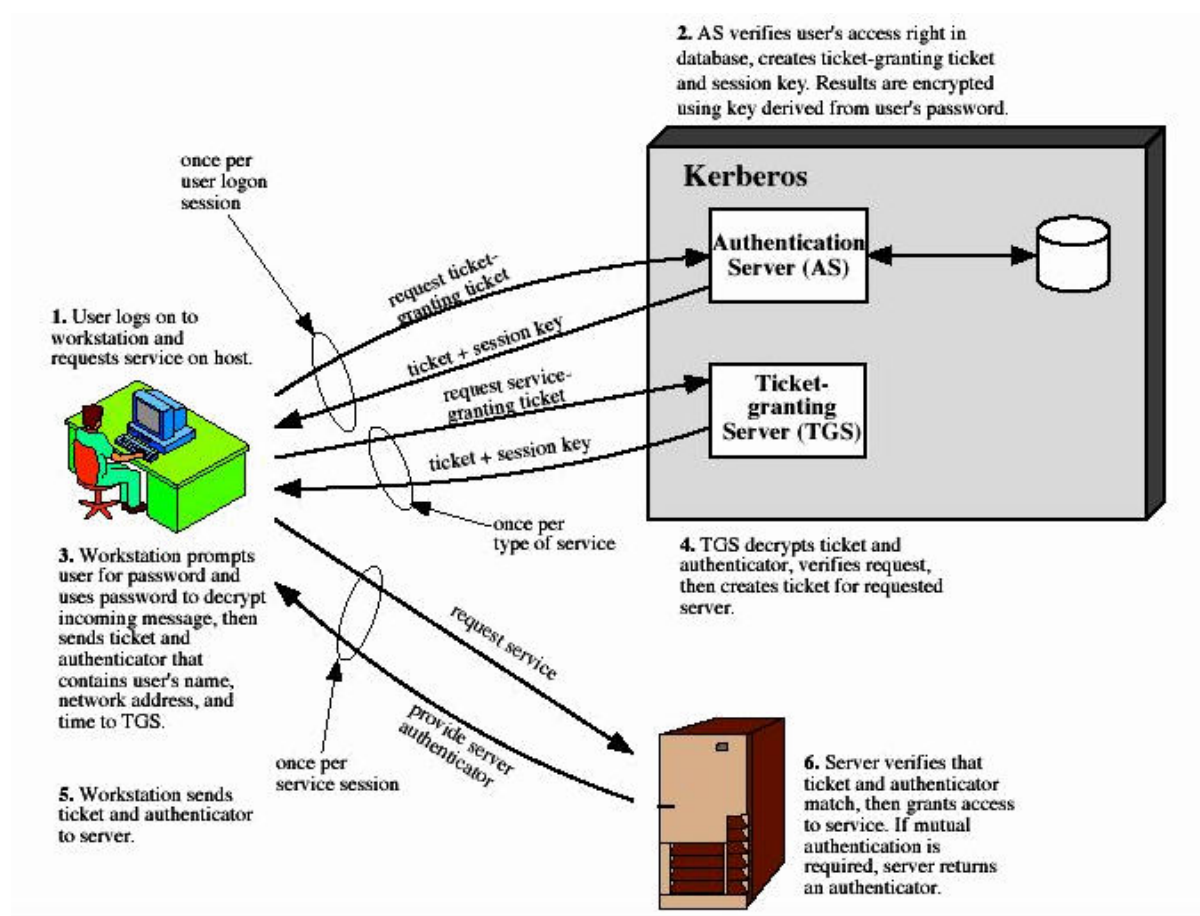 2. AS verifies user's access right in
database, creates ticket-granting ticket
and session key. Results are encrypted
using key derived from user's password.
once per
user logon
session
Kerberos
Authentication
Server (AS)
request ticket-
granting ticket
1. User logs on to
workstation and
requests service on host.
ticket + session key
request service-
granting ticket
Ticket-
granting
Server (TGS)
ticket + session key
once per
type of service
3. Workstation prompts
user for password and
uses password to decrypt
incoming message, then
sends ticket and
authenticator that
contains user's name,
network address, and
time to TGS.
4. TGS decrypts ticket and
authenticator, verifies request,
then creates ticket for requested
server.
request service
provide server
authenticator
once per
service session
5. Workstation sends
ticket and authenticator
to server.
6. Server verifies that
ticket and authenticator
match, then grants access
to service. If mutual
authentication is
required, server returns
an authenticator.